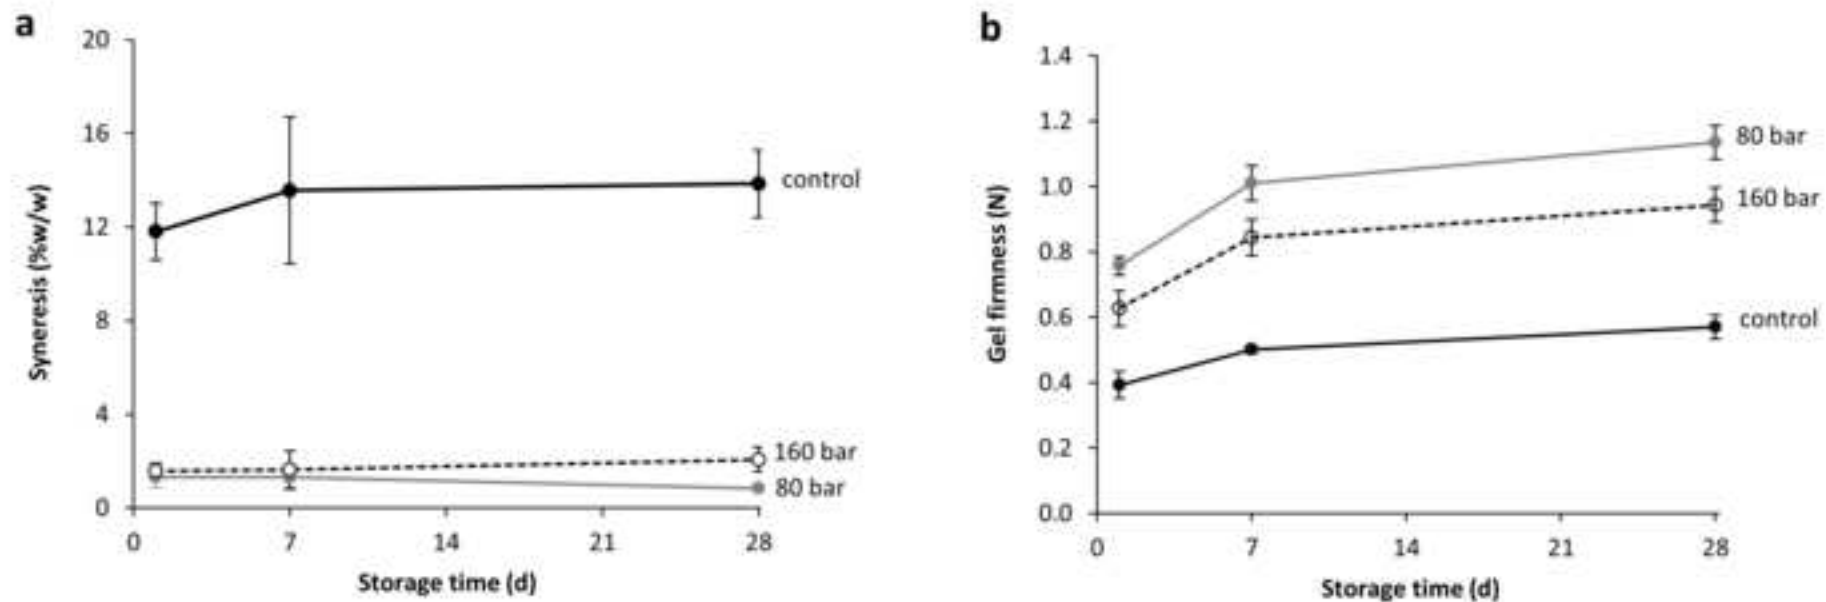 a
20
16
12
8
4
0
Syneresis (%w/w)
control
160 bar
80 bar
0 7 14 21 28
Storage time (d)
b
1.4
1.2
1.0
0.8
0.6
0.4
0.2
0.0
Gel firmness (N)
80 bar
160 bar
control
0 7 14 21 28
Storage time (d)